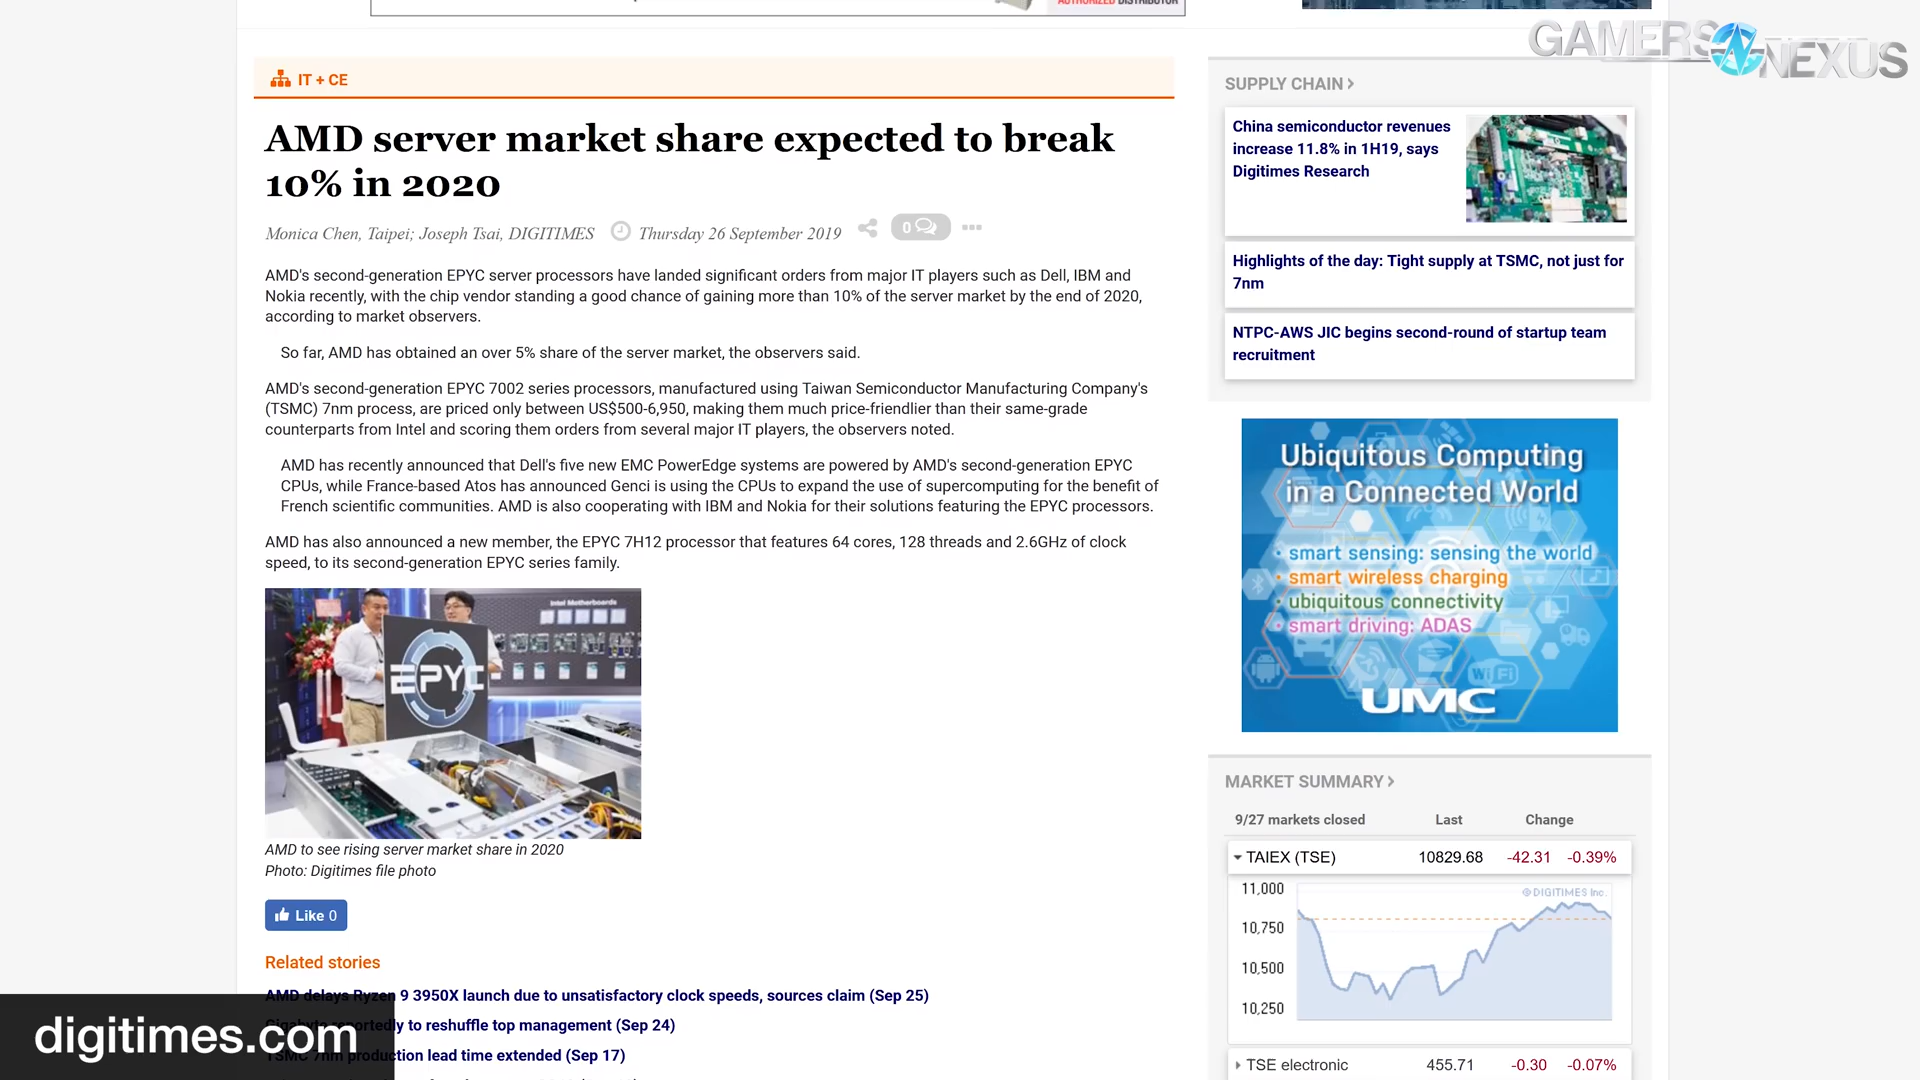 AUTHORIZED DISTRIBUTOR
GAMERS NEXUS
IT + CE
AMD server market share expected to break
10% in 2020
Monica Chen, Taipei; Joseph Tsai, DIGITIMES Thursday 26 September 2019 0
AMD's second-generation EPYC server processors have landed significant orders from major IT players such as Dell, IBM and
Nokia recently, with the chip vendor standing a good chance of gaining more than 10% of the server market by the end of 2020,
according to market observers.
So far, AMD has obtained an over 5% share of the server market, the observers said.
AMD's second-generation EPYC 7002 series processors, manufactured using Taiwan Semiconductor Manufacturing Company's
(TSMC) 7nm process, are priced only between US$500-6,950, making them much price-friendlier than their same-grade
counterparts from Intel and scoring them orders from several major IT players, the observers noted.
AMD has recently announced that Dell's five new EMC PowerEdge systems are powered by AMD's second-generation EPYC
CPUs, while France-based Atos has announced Genci is using the CPUs to expand the use of supercomputing for the benefit of
French scientific communities. AMD is also cooperating with IBM and Nokia for their solutions featuring the EPYC processors.
AMD has also announced a new member, the EPYC 7H12 processor that features 64 cores, 128 threads and 2.6GHz of clock
speed, to its second-generation EPYC series family.
Intel Motherboards
EPYC
AMD to see rising server market share in 2020
Photo: Digitimes file photo
Like 0
Related stories
AMD delays Ryzen 9 3950X launch due to unsatisfactory clock speeds, sources claim (Sep 25)
Gigabyte reportedly to reshuffle top management (Sep 24)
TSMC 7nm production lead time extended (Sep 17)
digitimes.com
SUPPLY CHAIN
China semiconductor revenues
increase 11.8% in 1H19, says
Digitimes Research
Highlights of the day: Tight supply at TSMC, not just for
7nm
NTPC-AWS JIC begins second-round of startup team
recruitment
Ubiquitous Computing
in a Connected World
• smart sensing: sensing the world
• smart wireless charging
• ubiquitous connectivity
• smart driving: ADAS
Wi Fi
UMC
MARKET SUMMARY
9/27 markets closed Last Change
TAIEX (TSE) 10829.68 -42.31 -0.39%
11,000
© DIGITIMES Inc.
10,750
10,500
10,250
TSE electronic 455.71 -0.30 -0.07%